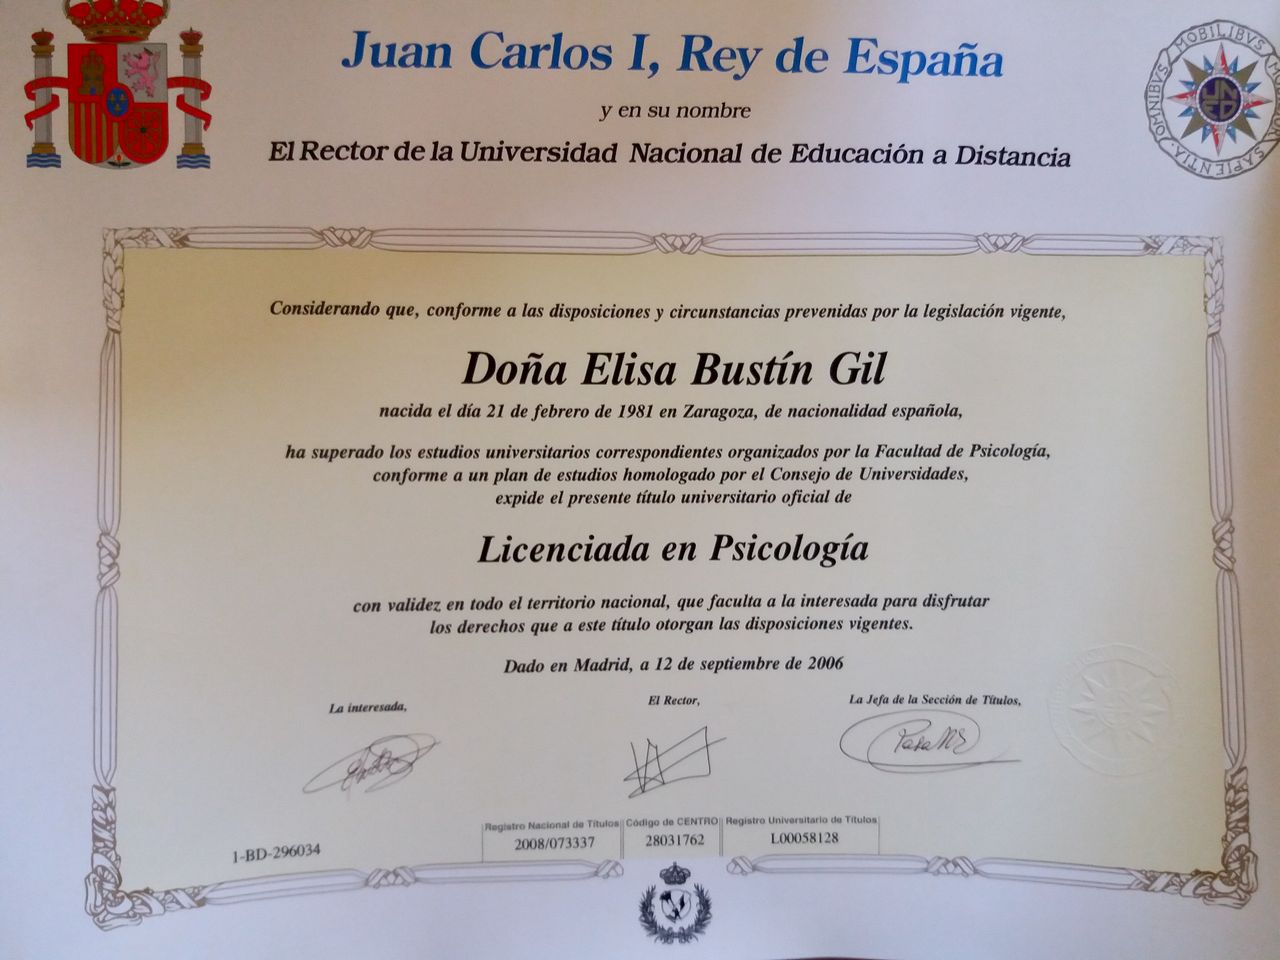 Juan Carlos I, Rey de España
y en su nombre
El Rector de la Universidad Nacional de Educación a Distancia
OMNIBVS MOBILIBVS MOBILIOR SAPIENTIA
UNED
Considerando que, conforme a las disposiciones y circunstancias prevenidas por la legislación vigente,
Doña Elisa Bustín Gil
nacida el día 21 de febrero de 1981 en Zaragoza, de nacionalidad española,
ha superado los estudios universitarios correspondientes organizados por la Facultad de Psicología,
conforme a un plan de estudios homologado por el Consejo de Universidades,
expide el presente título universitario oficial de
Licenciada en Psicología
con validez en todo el territorio nacional, que faculta a la interesada para disfrutar
los derechos que a este título otorgan las disposiciones vigentes.
Dado en Madrid, a 12 de septiembre de 2006
La interesada,
El Rector,
La Jefa de la Sección de Títulos,
Registro Nacional de Títulos
Código de CENTRO
Registro Universitario de Títulos
2008/073337
28031762
L00058128
1-BD-296034